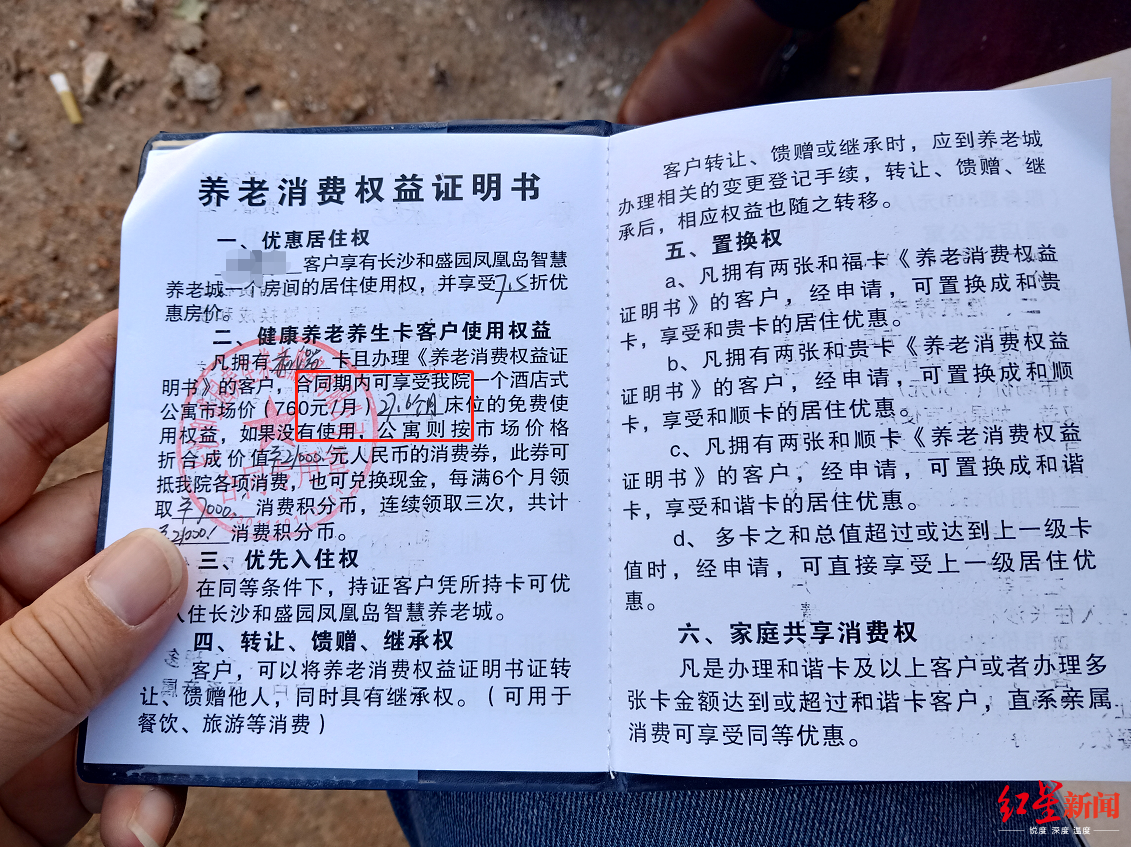 养老消费权益证明书
一、优惠居住权
客户享有长沙和盛园凤凰岛智慧
养老城一个房间的居住使用权，并享受7.5折优
惠房价。
二、健康养老养生卡客户使用权益
凡拥有和谐卡且办理《养老消费权益证
明书》的客户，合同期内可享受我院一个酒店式
公寓市场价（760元/月）27.6个月床位的免费使
用权益，如果没有使用，公寓则按市场价格
折合成价值¥21000.元人民币的消费券，此券可
抵我院各项消费，也可兑换现金，每满6个月领
取¥7000.消费积分币，连续领取三次，共计
¥21000.消费积分币。
三、优先入住权
在同等条件下，持证客户凭所持卡可优
入住长沙和盛园凤凰岛智慧养老城。
四、转让、馈赠、继承权
客户，可以将养老消费权益证明书证转
让、馈赠他人，同时具有继承权。（可用于
餐饮、旅游等消费）
客户转让、馈赠或继承时，应到养老城
办理相关的变更登记手续，转让、馈赠、继
承后，相应权益也随之转移。
五、置换权
a、凡拥有两张和福卡《养老消费权益
证明书》的客户，经申请，可置换成和贵
卡，享受和贵卡的居住优惠。
b、凡拥有两张和贵卡《养老消费权益
证明书》的客户，经申请，可置换成和顺
卡，享受和顺卡的居住优惠。
c、凡拥有两张和顺卡《养老消费权益
证明书》的客户，经申请，可置换成和谐
卡，享受和谐卡的居住优惠。
d、多卡之和总值超过或达到上一级卡
值时，经申请，可直接享受上一级居住优
惠。
六、家庭共享消费权
凡是办理和谐卡及以上客户或者办理多
张卡金额达到或超过和谐卡客户，直系亲属
消费可享受同等优惠。
红星新闻
锐度 深度 温度